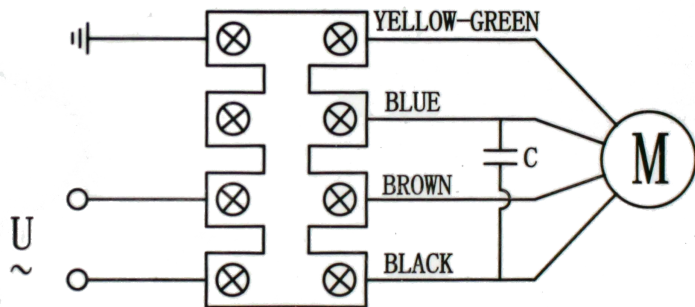 YELLOW-GREEN
BLUE
C
M
BROWN
U
~
BLACK